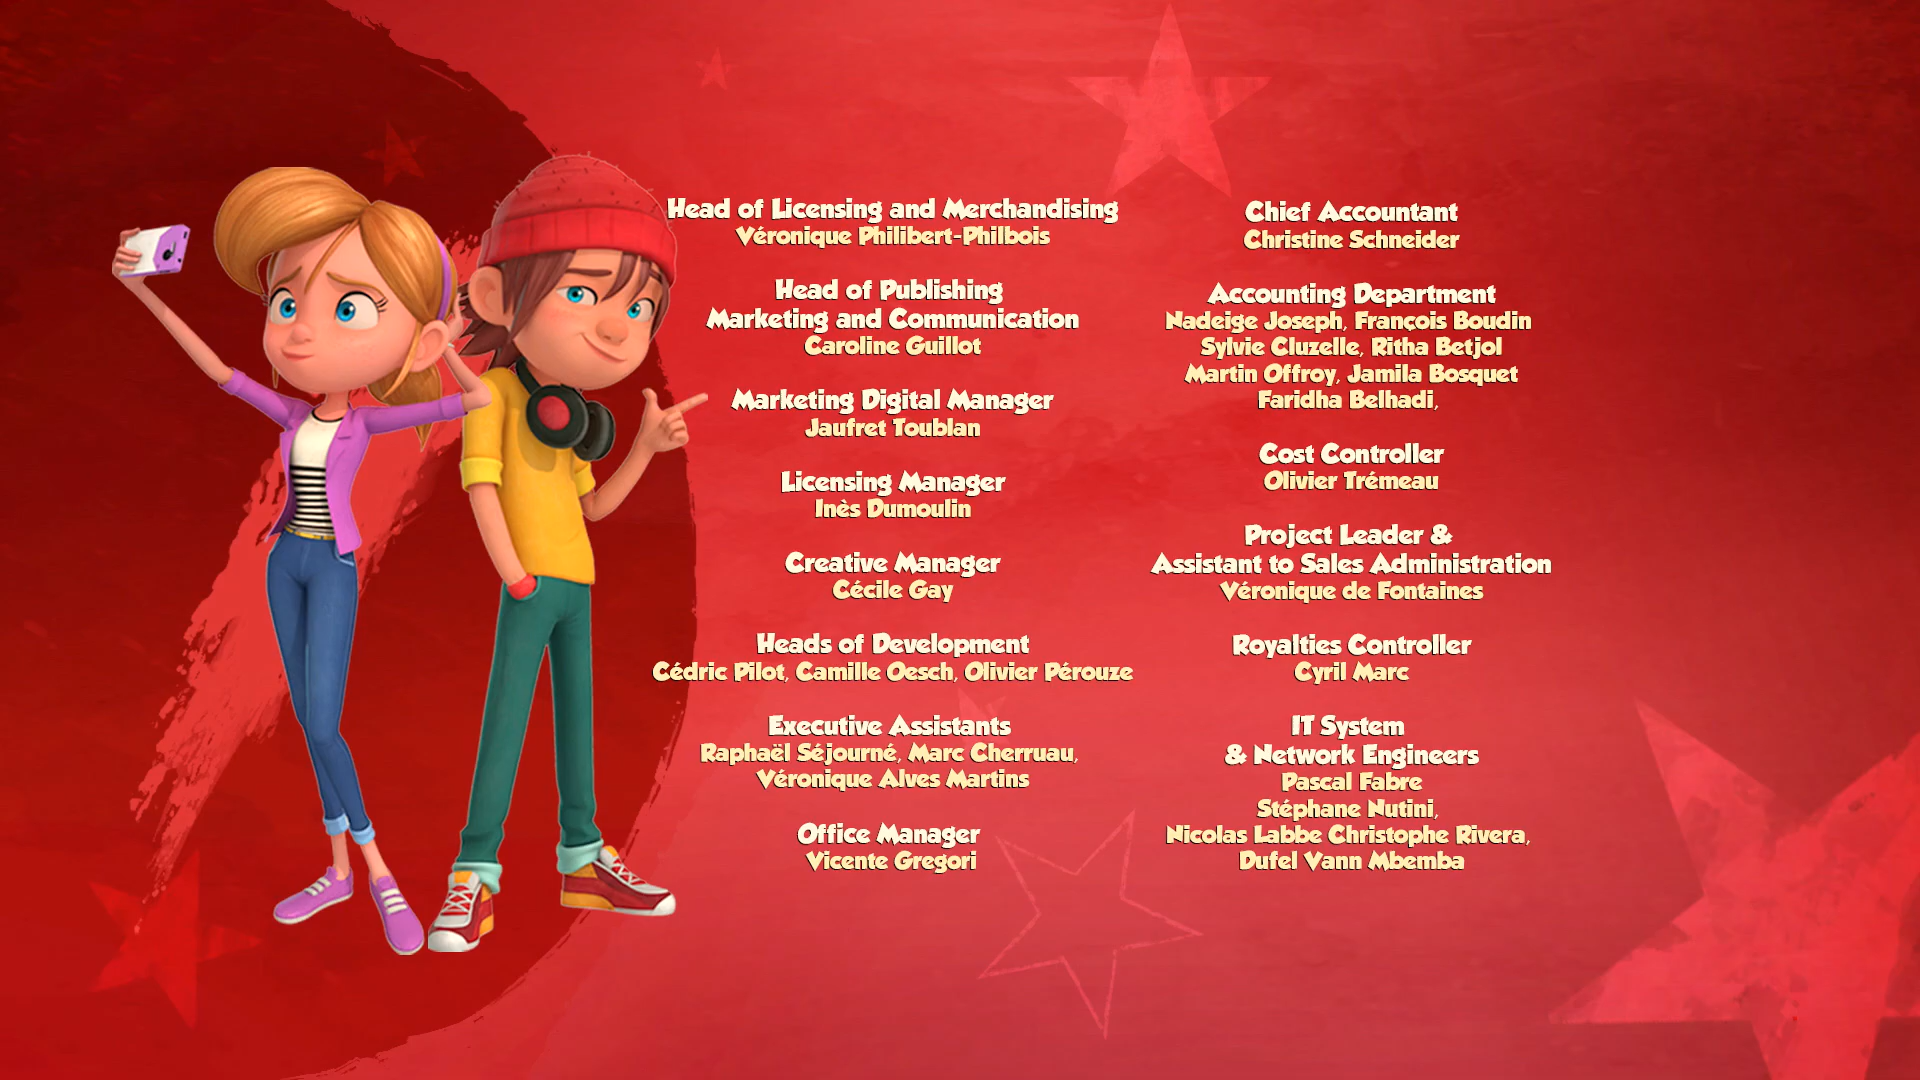 Head of Licensing and Merchandising
Véronique Philibert-Philbois
Head of Publishing
Marketing and Communication
Caroline Guillot
Marketing Digital Manager
Jaufret Toublan
Licensing Manager
Inès Dumoulin
Creative Manager
Cécile Gay
Heads of Development
Cédric Pilot, Camille Oesch, Olivier Pérouze
Executive Assistants
Raphaël Séjourné, Marc Cherruau,
Véronique Alves Martins
Office Manager
Vicente Gregori
Chief Accountant
Christine Schneider
Accounting Department
Nadeige Joseph, François Boudin
Sylvie Cluzelle, Ritha Betjol
Martin Offroy, Jamila Bosquet
Faridha Belhadi,
Cost Controller
Olivier Trémeau
Project Leader &
Assistant to Sales Administration
Véronique de Fontaines
Royalties Controller
Cyril Marc
IT System
& Network Engineers
Pascal Fabre
Stéphane Nutini,
Nicolas Labbe Christophe Rivera,
Dufel Vann Mbemba